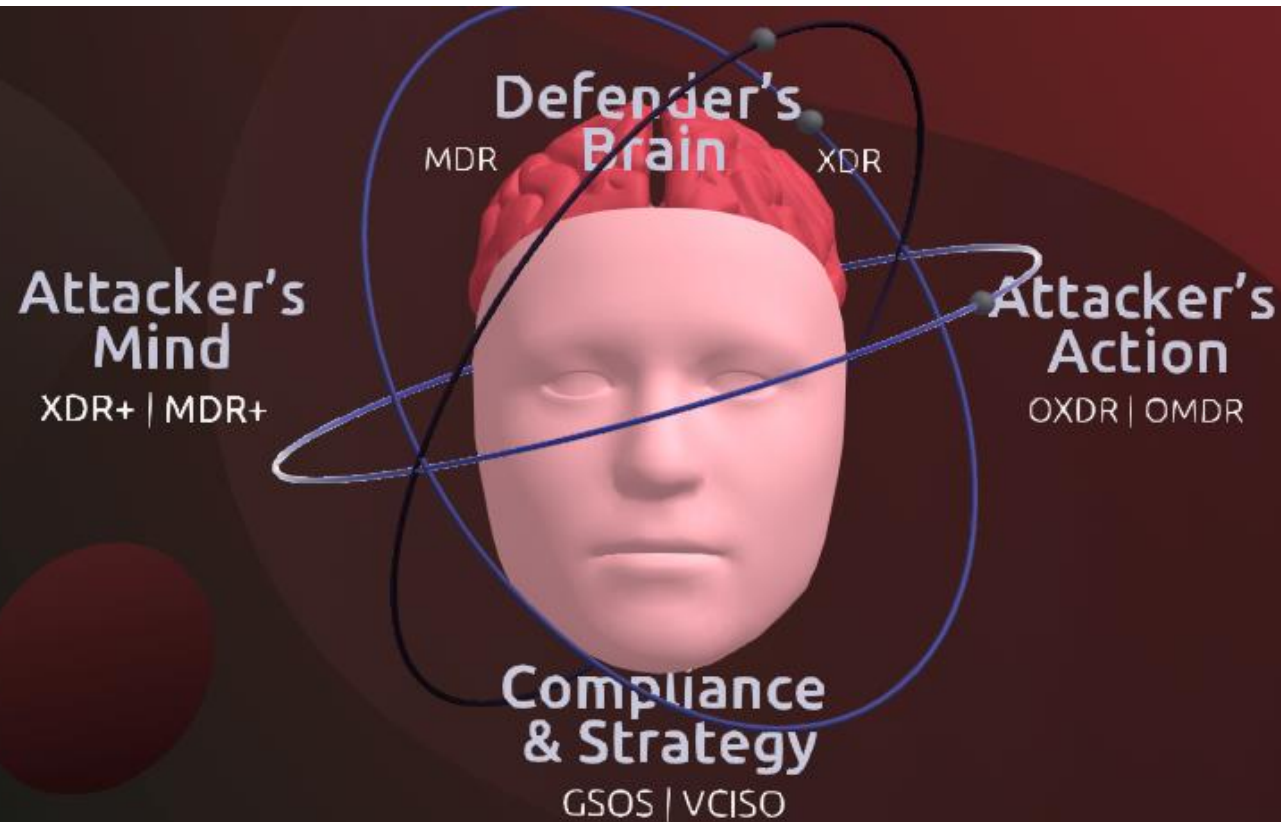 Defender's
Brain
MDR
XDR
Attacker's
Mind
XDR+ | MDR+
Attacker's
Action
OXDR | OMDR
Compliance
& Strategy
GSOS | VCISO